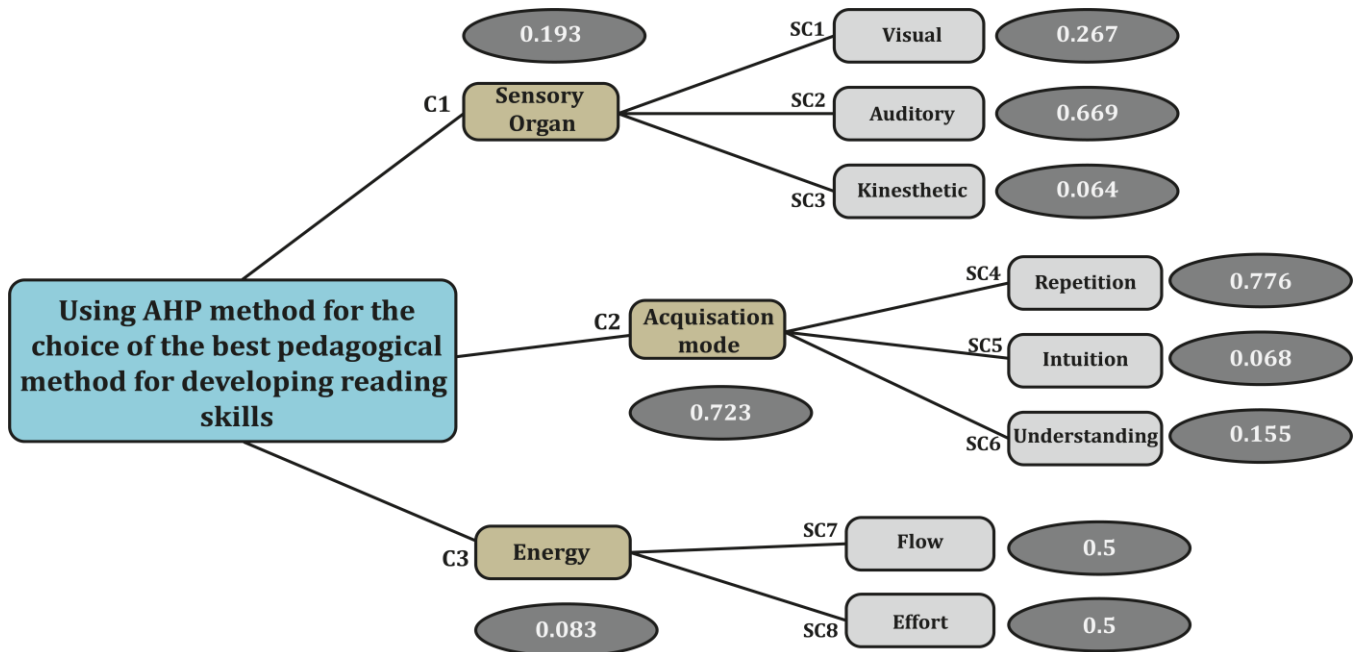 Using AHP method for the
choice of the best pedagogical
method for developing reading
skills
C1
Sensory
Organ
0.193
SC1
Visual
0.267
SC2
Auditory
0.669
SC3
Kinesthetic
0.064
C2
Acquisation
mode
0.723
SC4
Repetition
0.776
SC5
Intuition
0.068
SC6
Understanding
0.155
C3
Energy
0.083
SC7
Flow
0.5
SC8
Effort
0.5